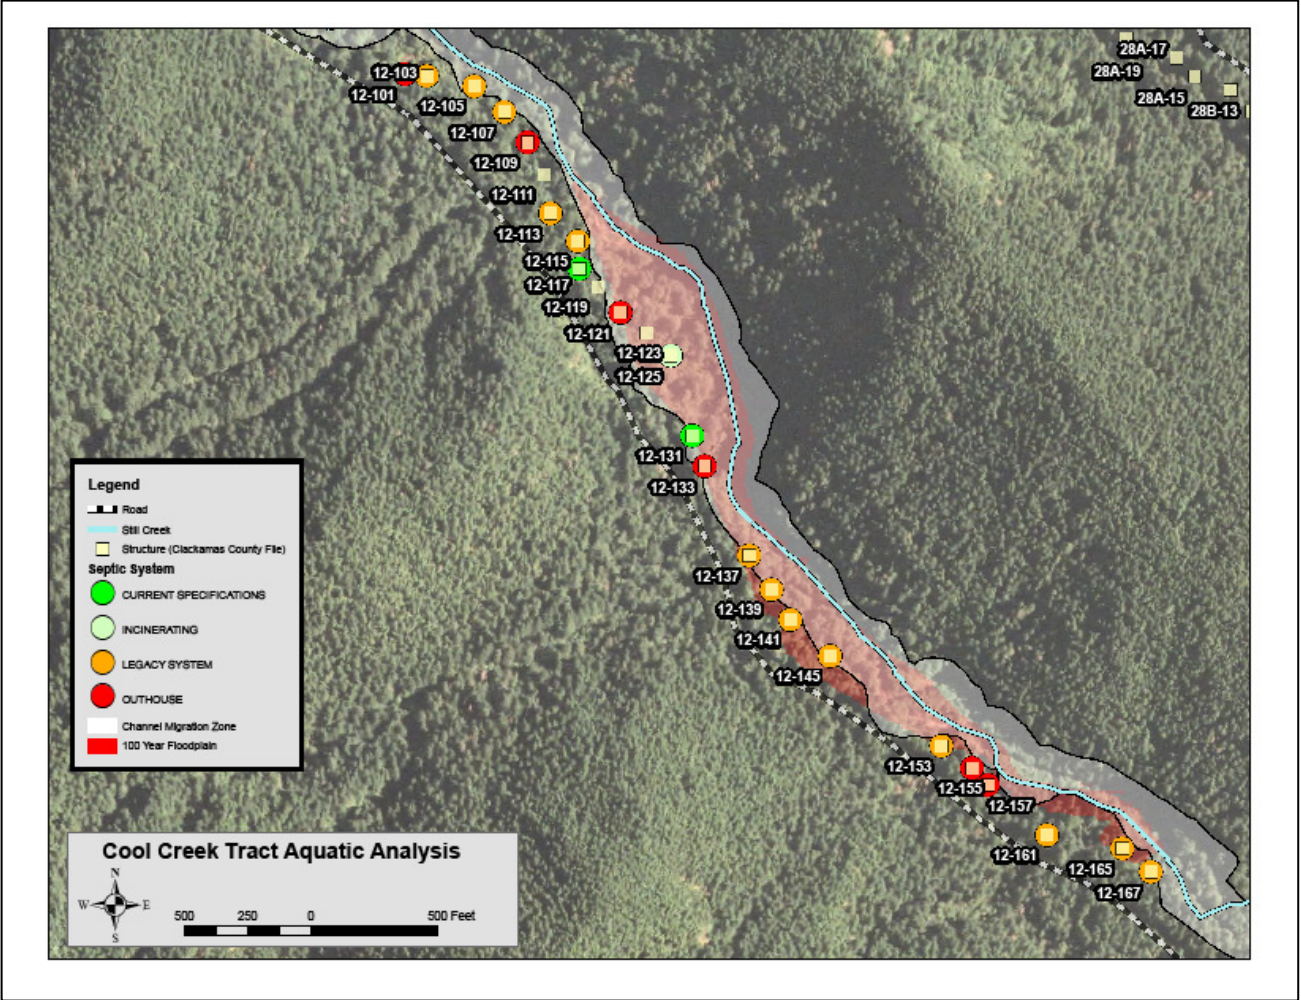 28A-17
28A-19
28A-15
28B-13
12-103
12-101
12-105
12-107
12-109
12-111
12-113
12-115
12-117
12-119
12-121
12-123
12-125
12-131
12-133
12-137
12-139
12-141
12-145
12-153
12-155
12-157
12-161
12-165
12-167
Legend
Road
Still Creek
Structure (Clackamas County File)
Septic System
CURRENT SPECIFICATIONS
INCINERATING
LEGACY SYSTEM
OUTHOUSE
Channel Migration Zone
100 Year Floodplain
Cool Creek Tract Aquatic Analysis
N
W E
S
500 250 0 500 Feet